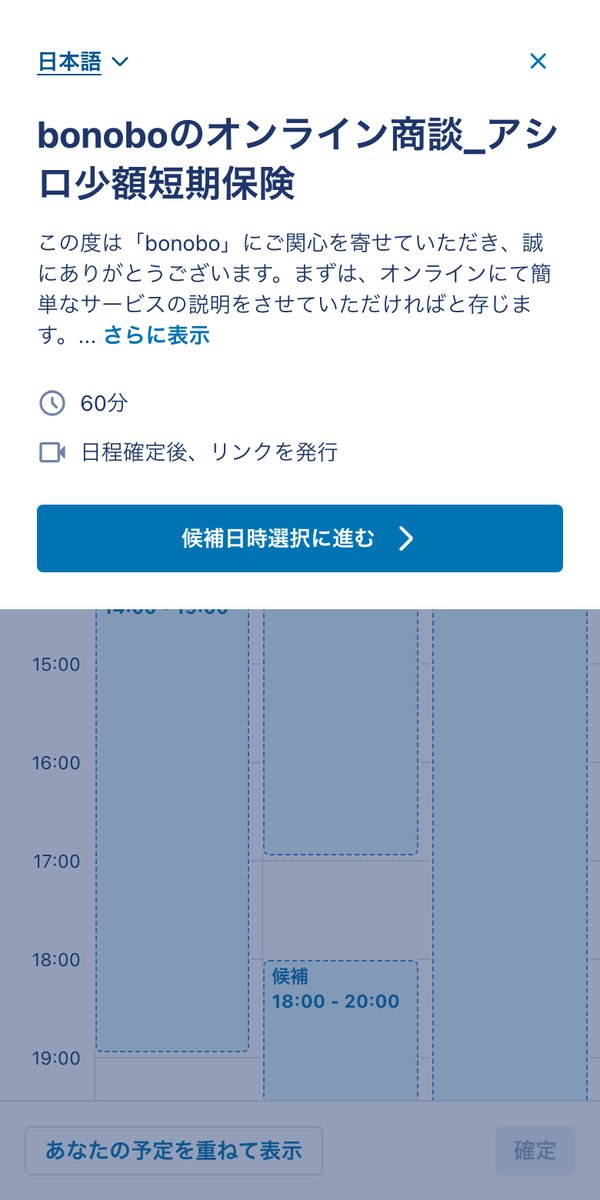 日本語
bonoboのオンライン商談_アシ
ロ少額短期保険
この度は「bonobo」にご関心を寄せていただき、誠
にありがとうございます。まずは、オンラインにて簡
単なサービスの説明をさせていただければと存じま
す。... さらに表示
60分
日程確定後、リンクを発行
候補日時選択に進む
15:00
16:00
17:00
18:00
候補
18:00 - 20:00
19:00
あなたの予定を重ねて表示
確定